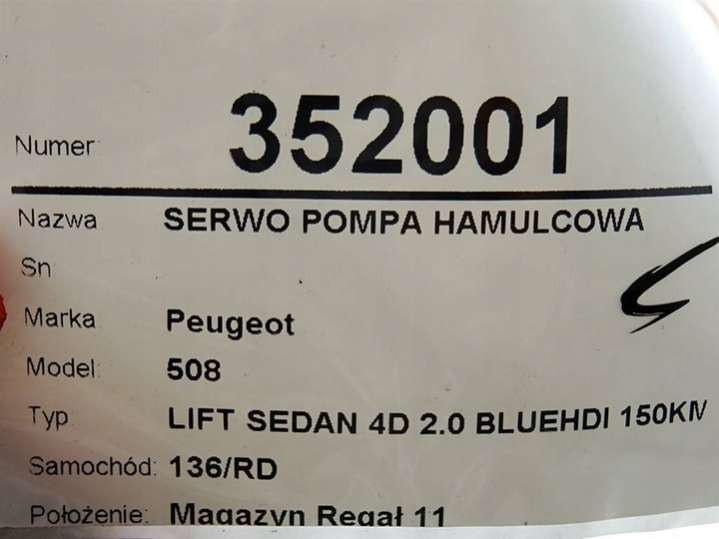 Numer: 352001
Nazwa SERWO POMPA HAMULCOWA
Sn
Marka Peugeot
Model: 508
Typ LIFT SEDAN 4D 2.0 BLUEHDI 150KM
Samochód: 136/RD
Położenie: Magazyn Regał 11